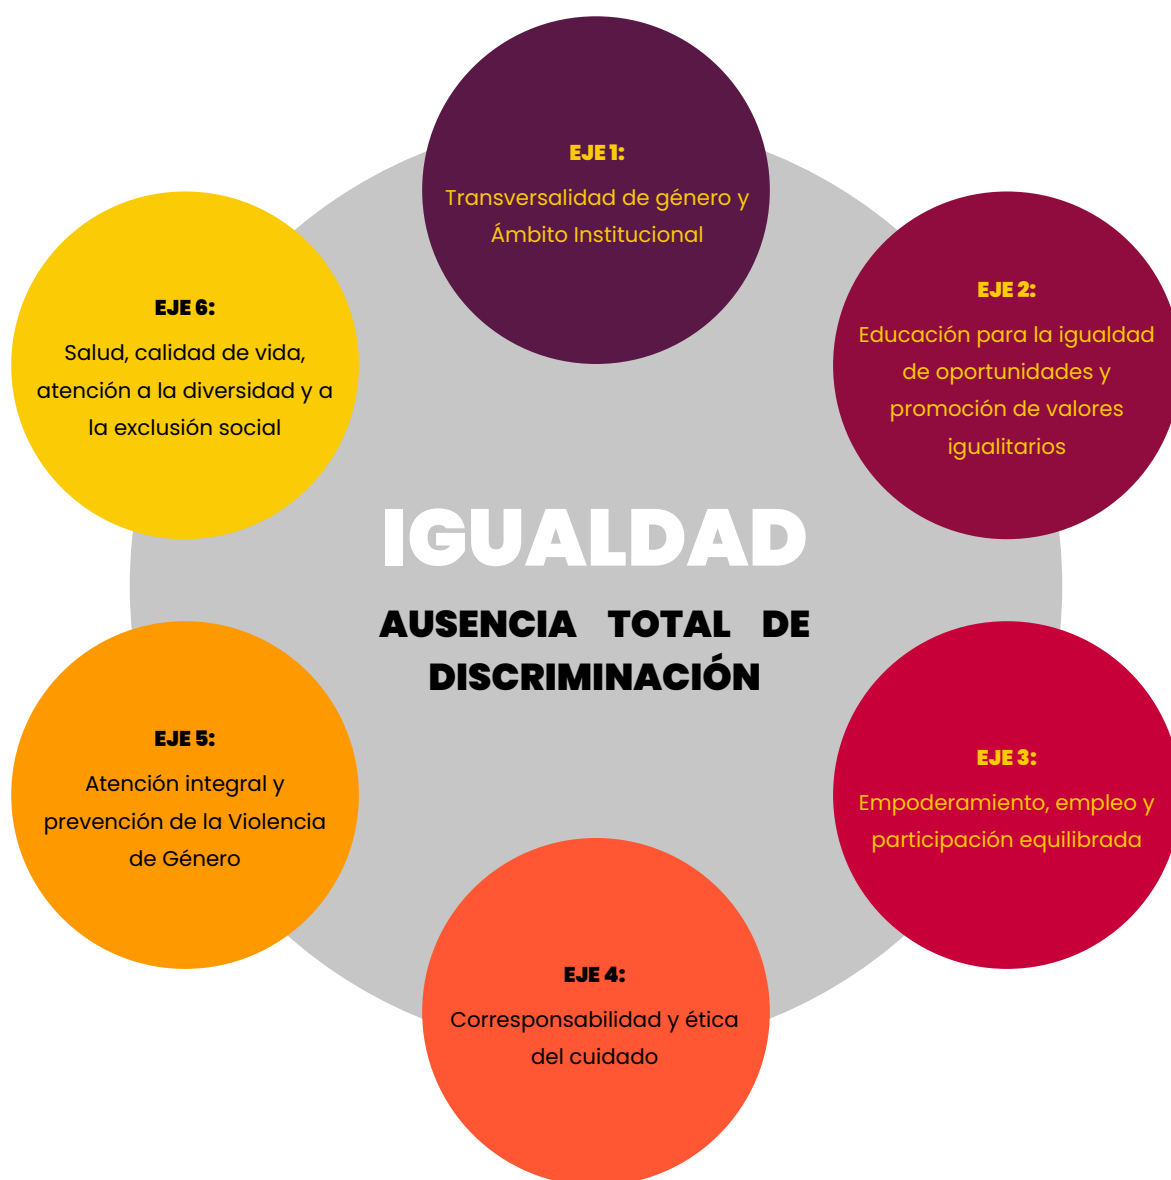 EJE 1:
Transversalidad de género y
Ámbito Institucional
EJE 2:
Educación para la igualdad
de oportunidades y
promoción de valores
igualitarios
EJE 3:
Empoderamiento, empleo y
participación equilibrada
EJE 4:
Corresponsabilidad y ética
del cuidado
EJE 5:
Atención integral y
prevención de la Violencia
de Género
EJE 6:
Salud, calidad de vida,
atención a la diversidad y a
la exclusión social
IGUALDAD
AUSENCIA TOTAL DE
DISCRIMINACIÓN